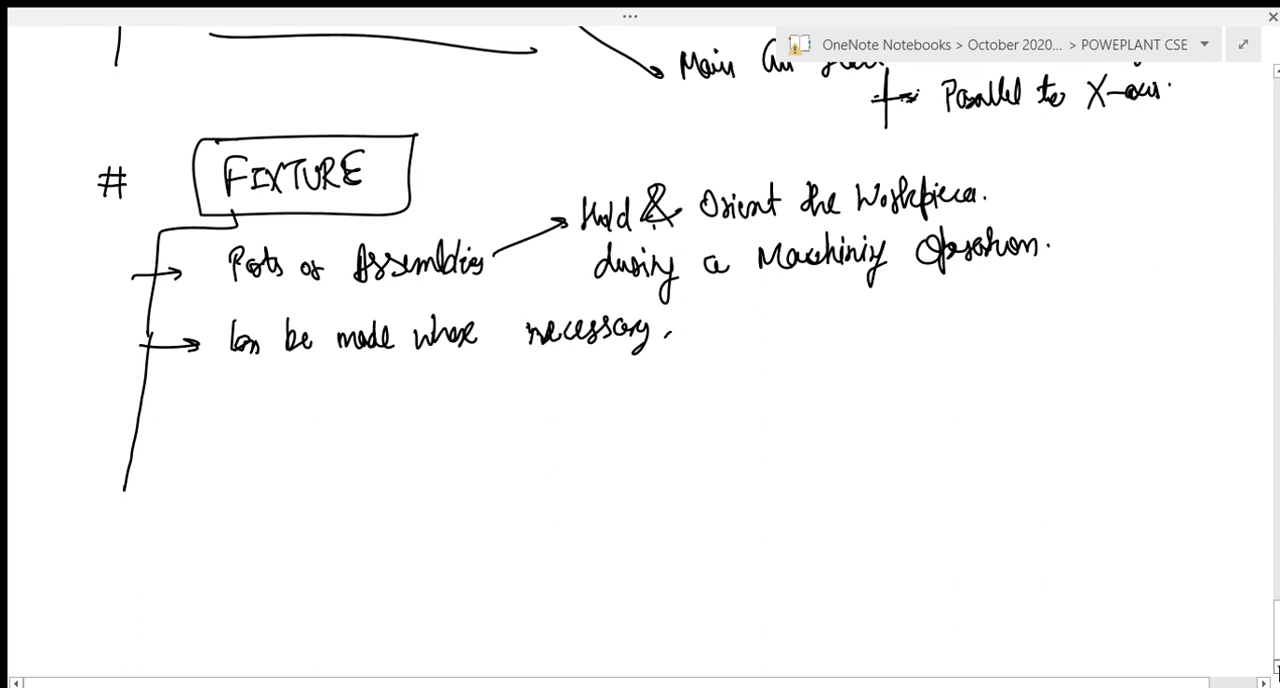 OneNote Notebooks > October 2020... > POWEPLANT CSE
Main
Parallel to X-axis.
# FIXTURE
Parts or Assemblies → Hold & Orient the Workpiece.
during a Machining Operation.
Can be made where necessary.